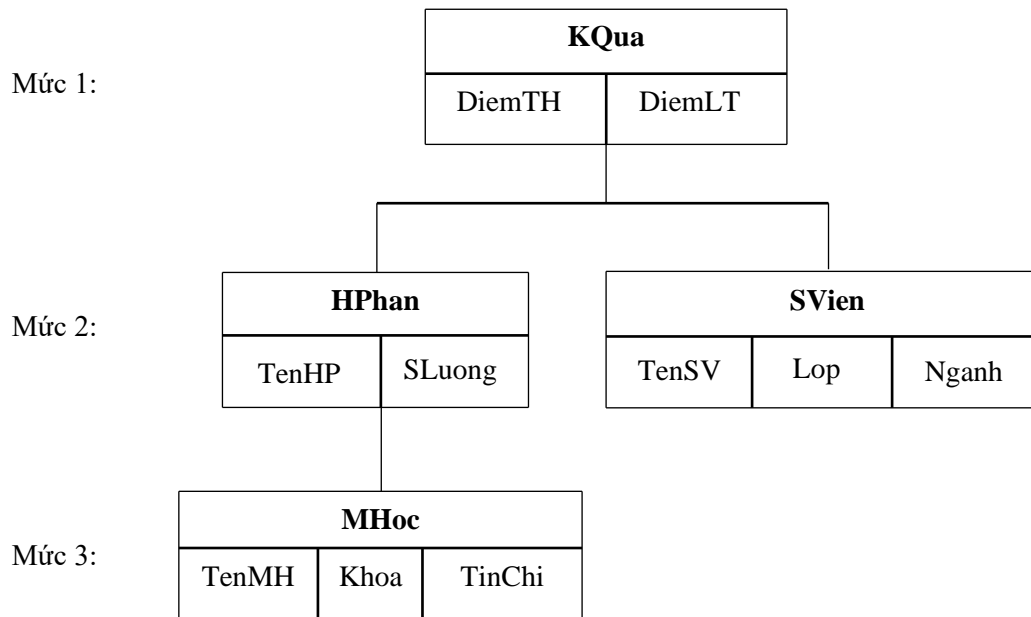 KQua
Mức 1:
DiemTH DiemLT
HPhan SVien
Mức 2:
TenHP SLuong TenSV Lop Nganh
MHoc
Mức 3:
TenMH Khoa TinChi